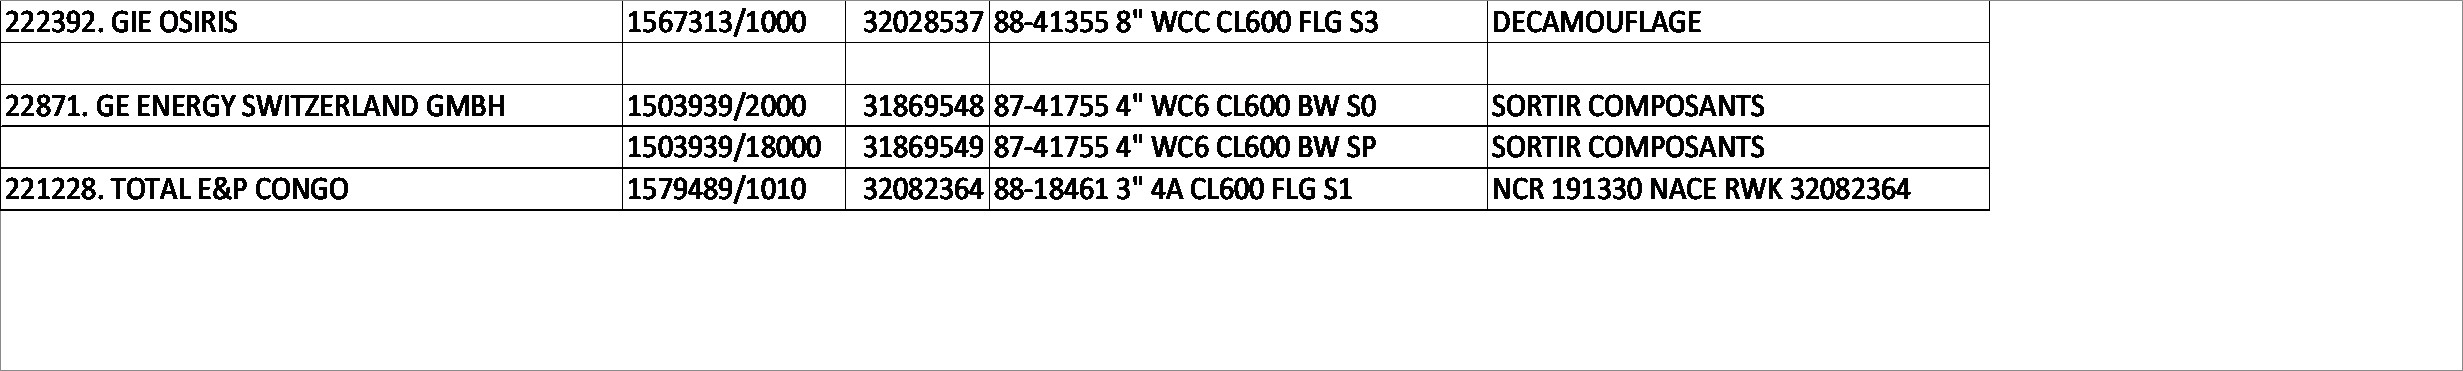 222392. GIE OSIRIS 1567313/1000 32028537 88-41355 8" WCC CL600 FLG S3 DECAMOUFLAGE
22871. GE ENERGY SWITZERLAND GMBH 1503939/2000 31869548 87-41755 4" WC6 CL600 BW S0 SORTIR COMPOSANTS
1503939/18000 31869549 87-41755 4" WC6 CL600 BW SP SORTIR COMPOSANTS
221228. TOTAL E&P CONGO 1579489/1010 32082364 88-18461 3" 4A CL600 FLG S1 NCR 191330 NACE RWK 32082364